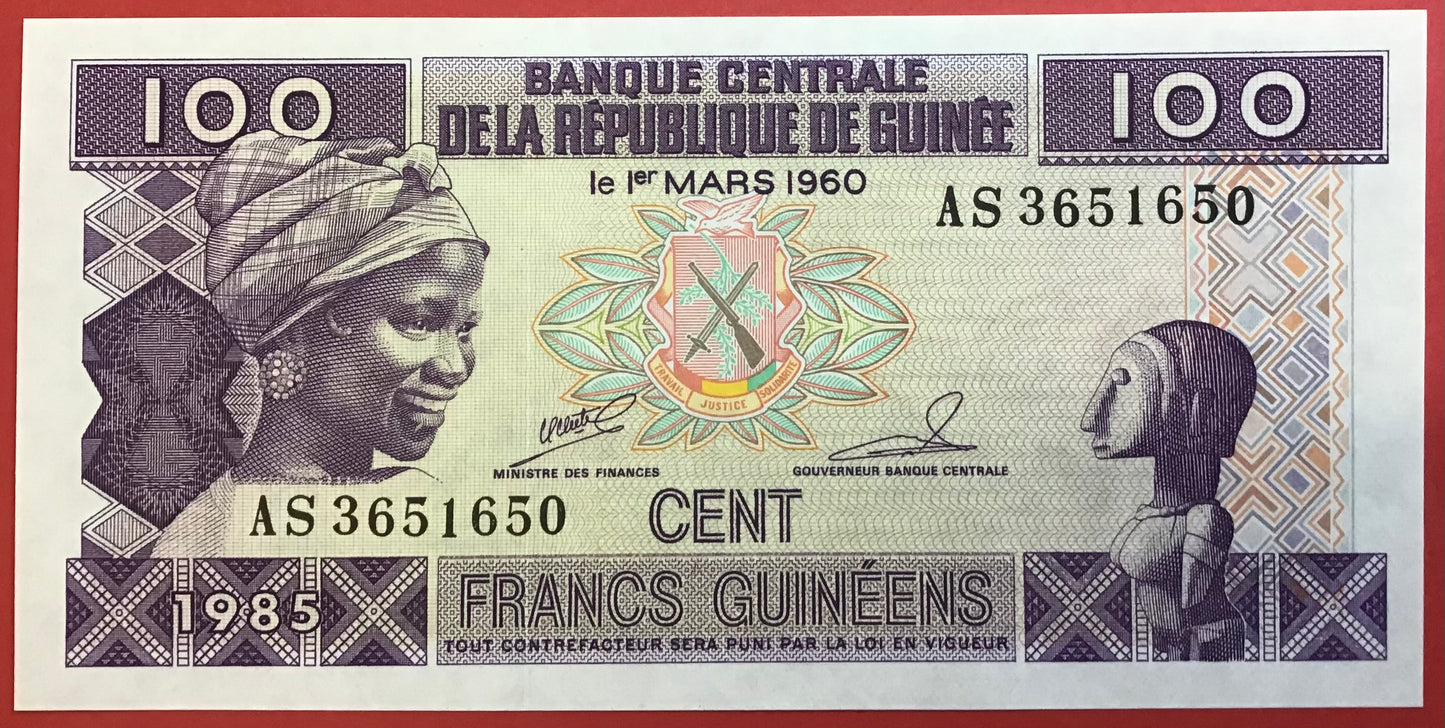 100
BANQUE CENTRALE
DE LA RÉPUBLIQUE DE GUINÉE
100
le 1er MARS 1960
AS 3651650
TRAVAIL JUSTICE SOLIDARITÉ
MINISTRE DES FINANCES
GOUVERNEUR BANQUE CENTRALE
AS 3651650
CENT
FRANCS GUINÉENS
1985
TOUT CONTREFACTEUR SERA PUNI PAR LA LOI EN VIGUEUR